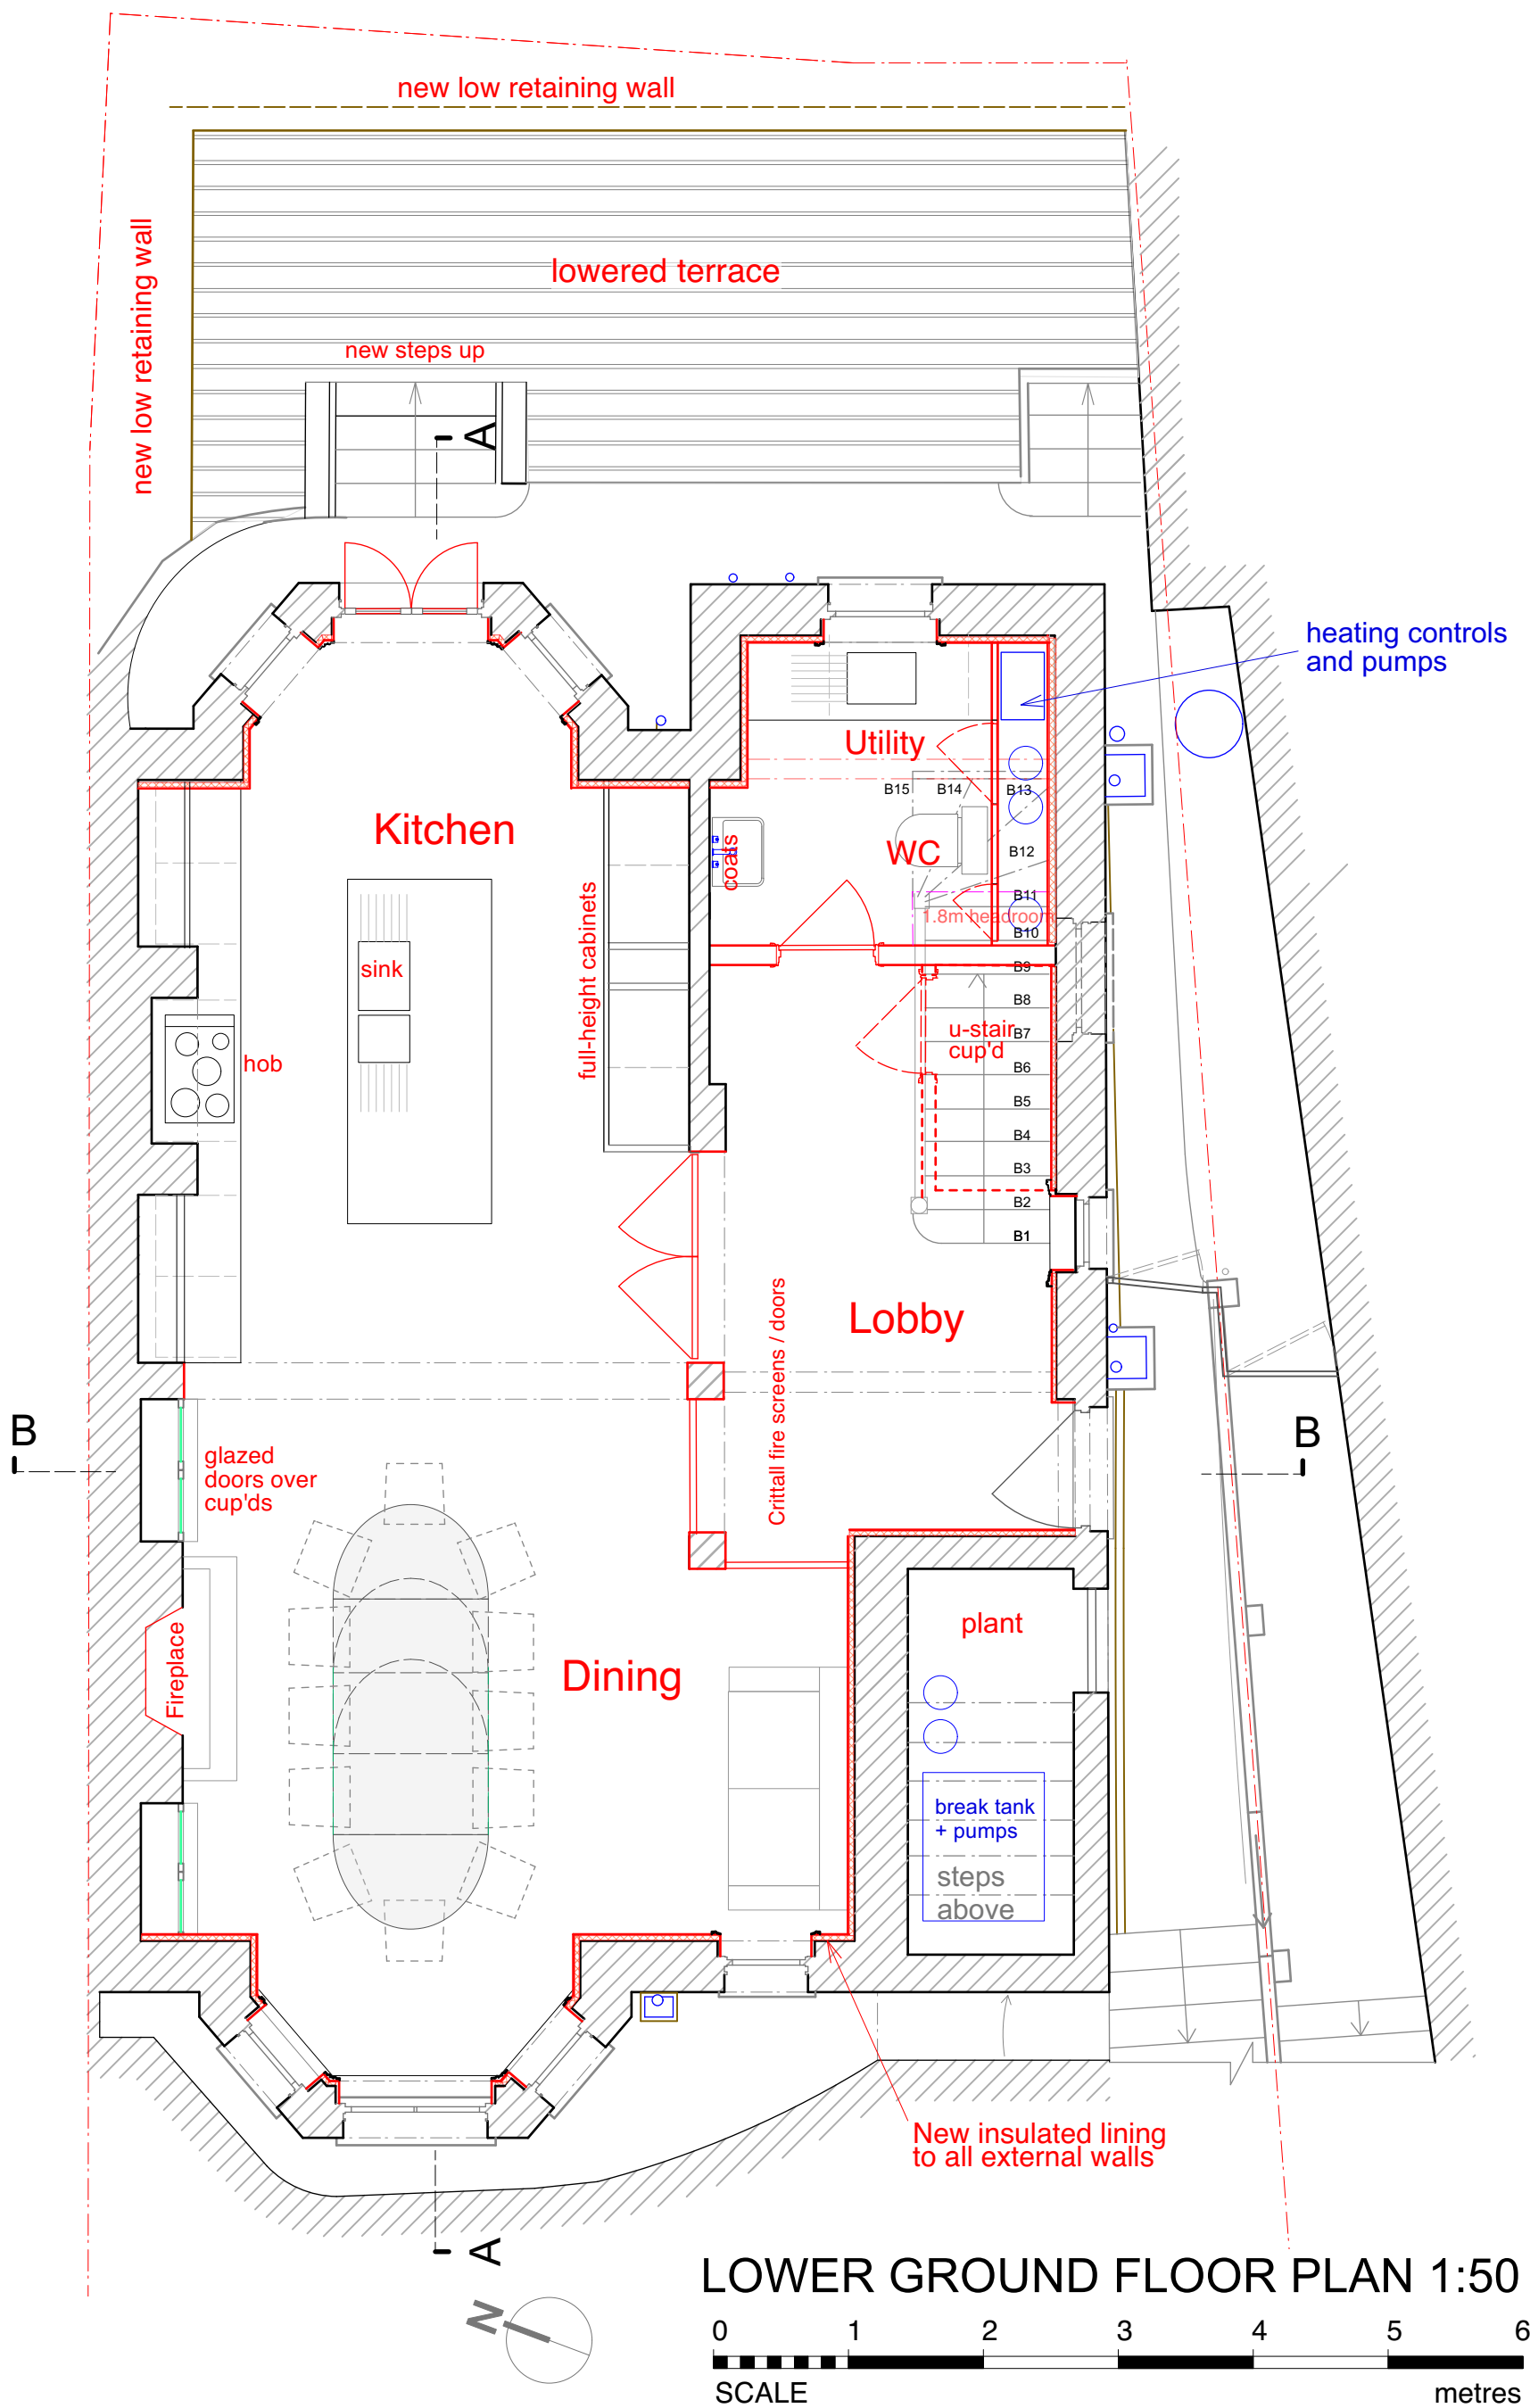 new low retaining wall
new low retaining wall
lowered terrace
new steps up
A
heating controls
and pumps
Utility
B15
B14
B13
Kitchen
coats
WC
B12
B11
1.8m headroom
B10
full-height cabinets
sink
B9
B8
u-stair
cup'd
B7
hob
B6
B5
B4
B3
B2
B1
Lobby
Crittall fire screens / doors
B
B
glazed
doors over
cup'ds
Fireplace
plant
Dining
break tank
+ pumps
steps
above
New insulated lining
to all external walls
A
LOWER GROUND FLOOR PLAN 1:50
N
0 1 2 3 4 5 6
SCALE metres